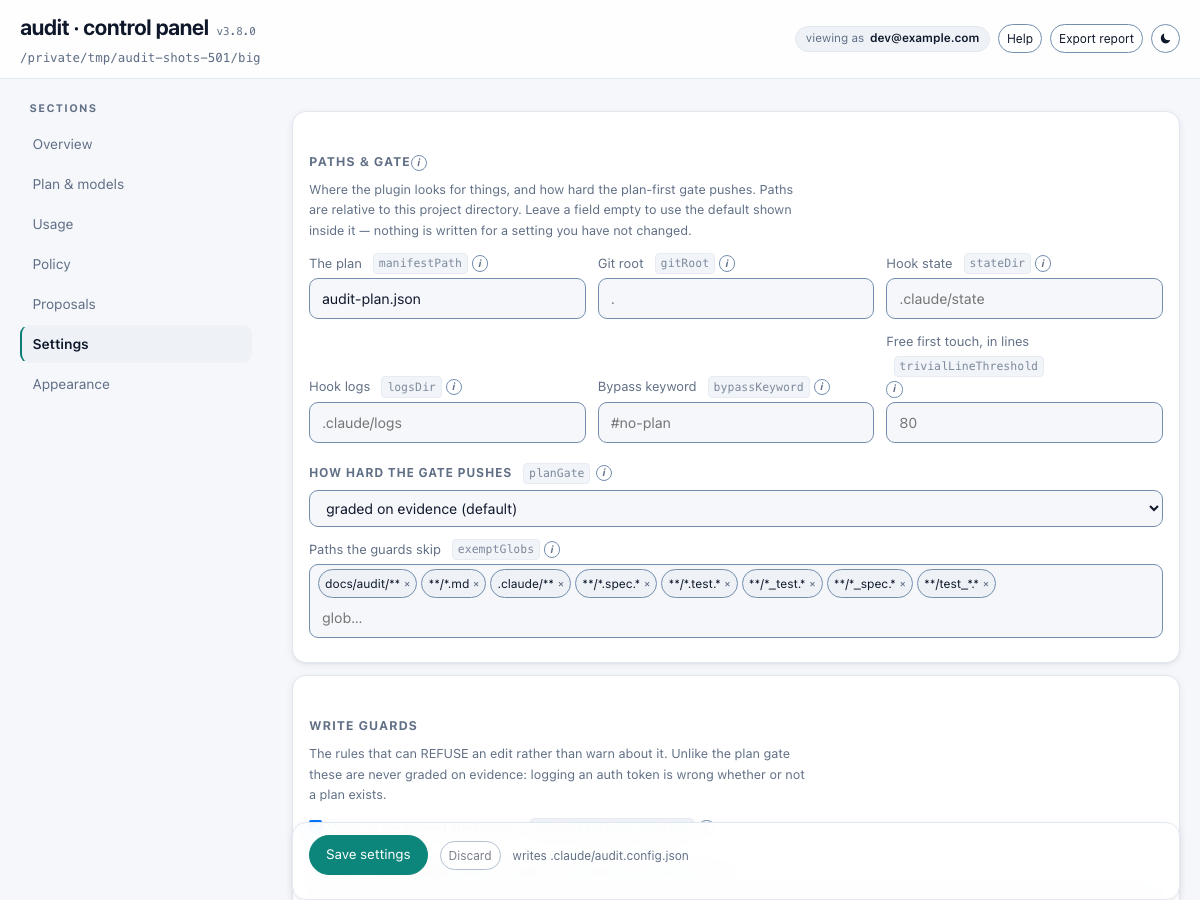 audit · control panel v3.8.0
/private/tmp/audit-shots-501/big
viewing as dev@example.com
Help
Export report
SECTIONS
Overview
Plan & models
Usage
Policy
Proposals
Settings
Appearance
PATHS & GATE i
Where the plugin looks for things, and how hard the plan-first gate pushes. Paths
are relative to this project directory. Leave a field empty to use the default shown
inside it — nothing is written for a setting you have not changed.
The plan manifestPath i
audit-plan.json
Git root gitRoot i
.
Hook state stateDir i
.claude/state
Hook logs logsDir i
.claude/logs
Bypass keyword bypassKeyword i
#no-plan
Free first touch, in lines
trivialLineThreshold
i
80
HOW HARD THE GATE PUSHES planGate i
graded on evidence (default)
Paths the guards skip exemptGlobs i
docs/audit/** × **/*.md × .claude/** × **/*.spec.* × **/*.test.* × **/*_test.* × **/*_spec.* × **/test_*.* ×
glob...
WRITE GUARDS
The rules that can REFUSE an edit rather than warn about it. Unlike the plan gate
these are never graded on evidence: logging an auth token is wrong whether or not
a plan exists.
Save settings
Discard
writes .claude/audit.config.json